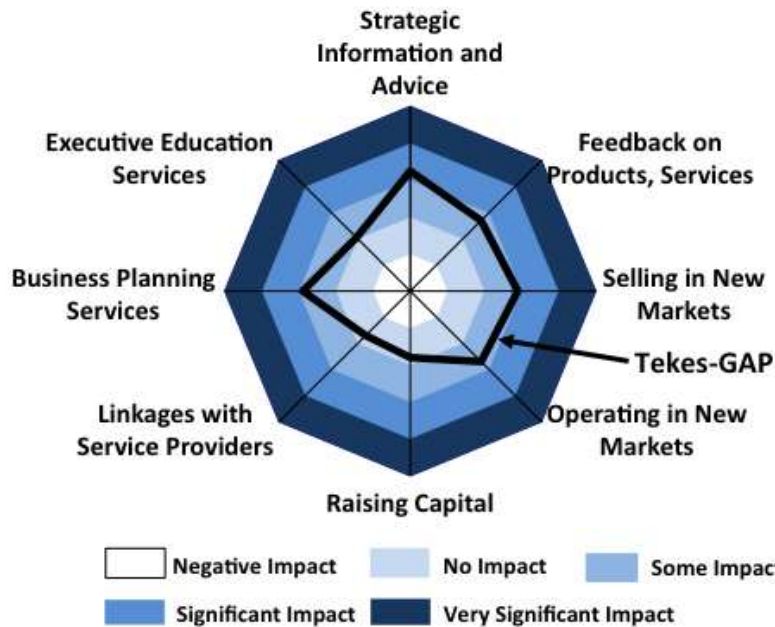 Strategic
Information and
Advice
Executive Education
Services
Feedback on
Products, Services
Business Planning
Services
Selling in New
Markets
Tekes-GAP
Linkages with
Service Providers
Operating in New
Markets
Raising Capital
Negative Impact
No Impact
Some Impact
Significant Impact
Very Significant Impact